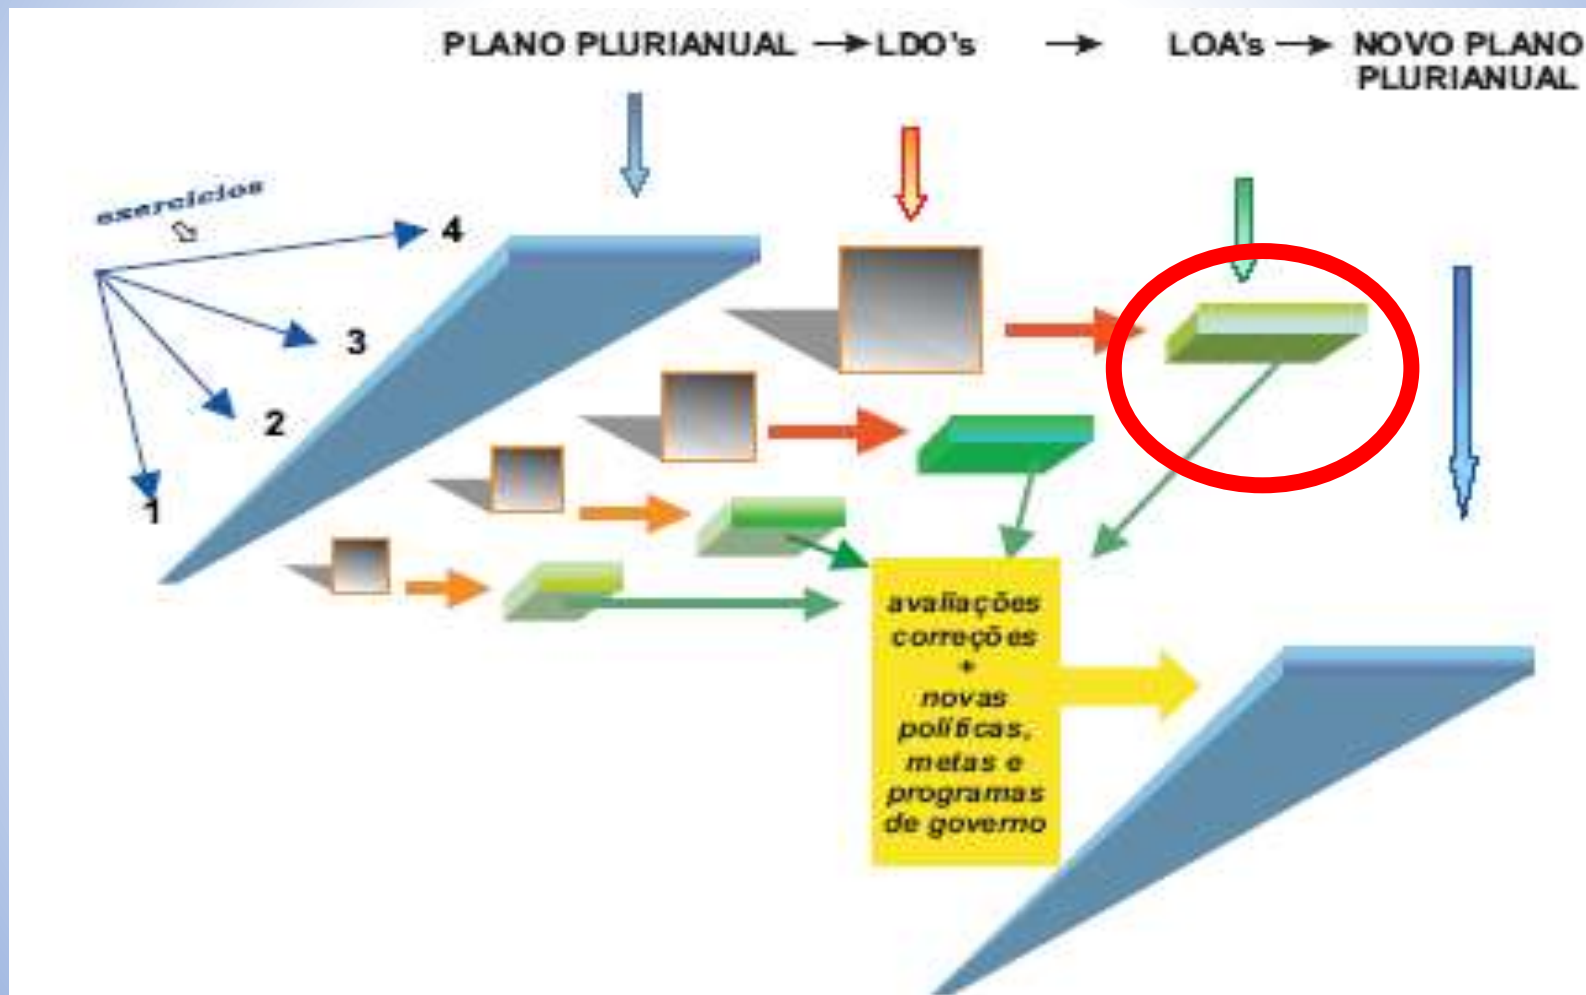 PLANO PLURIANUAL → LDO's → LOA's → NOVO PLANO
PLURIANUAL
exercícios
4
3
2
1
avaliações
correções
+
novas
políticas,
metas e
programas
de governo